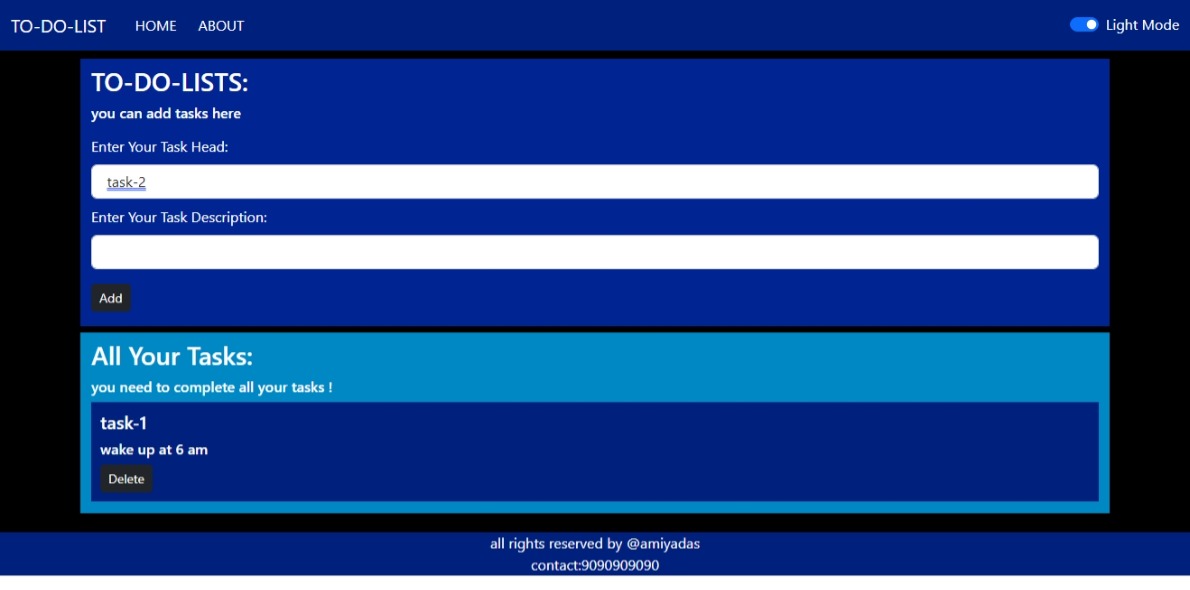 TO-DO-LIST HOME ABOUT Light Mode
TO-DO-LISTS:
you can add tasks here
Enter Your Task Head:
task-2
Enter Your Task Description:
Add
All Your Tasks:
you need to complete all your tasks !
task-1
wake up at 6 am
Delete
all rights reserved by @amiyadas
contact:9090909090